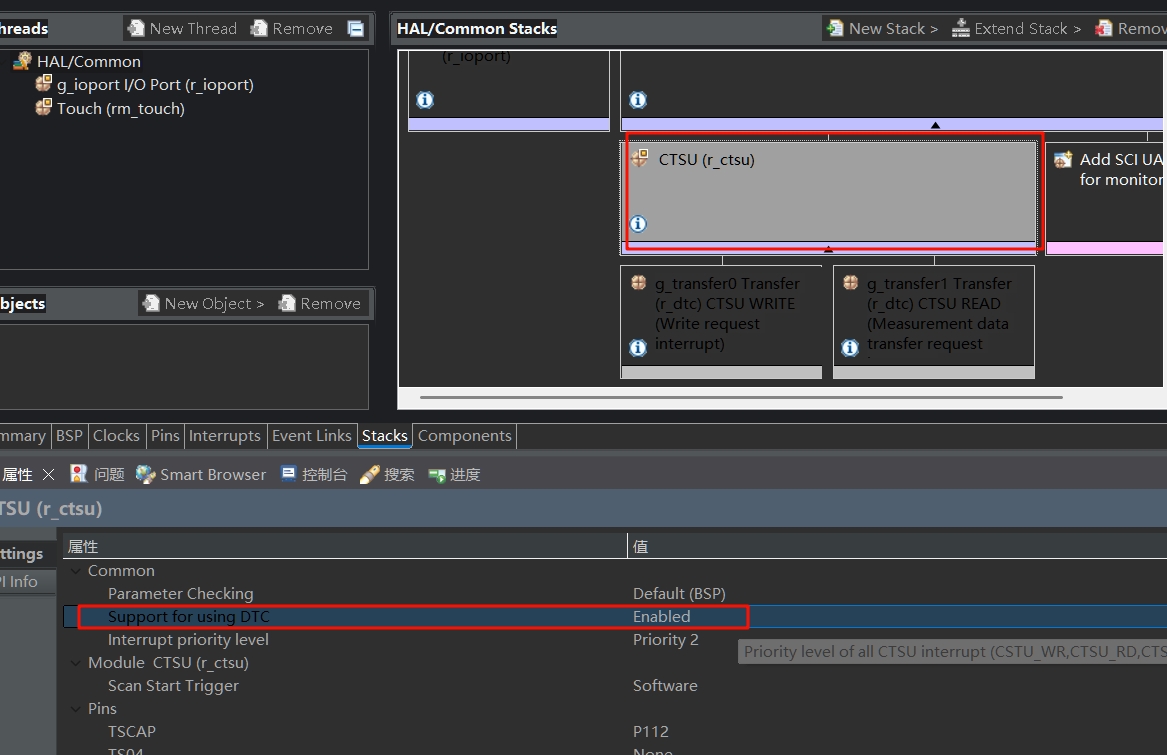 hreads
New Thread
Remove
HAL/Common
g_ioport I/O Port (r_ioport)
Touch (rm_touch)
bjects
New Object >
Remove
HAL/Common Stacks
New Stack >
Extend Stack >
Remov
(r_ioport)
CTSU (r_ctsu)
Add SCI UA
for monitor
g_transfer0 Transfer
(r_dtc) CTSU WRITE
(Write request
interrupt)
g_transfer1 Transfer
(r_dtc) CTSU READ
(Measurement data
transfer request
mmary
BSP
Clocks
Pins
Interrupts
Event Links
Stacks
Components
属性
问题
Smart Browser
控制台
搜索
进度
TSU (r_ctsu)
ttings
I Info
属性 值
Common
Parameter Checking Default (BSP)
Support for using DTC Enabled
Interrupt priority level Priority 2
Priority level of all CTSU interrupt (CSTU_WR,CTSU_RD,CTS
Module CTSU (r_ctsu)
Scan Start Trigger Software
Pins
TSCAP P112
TS04 None